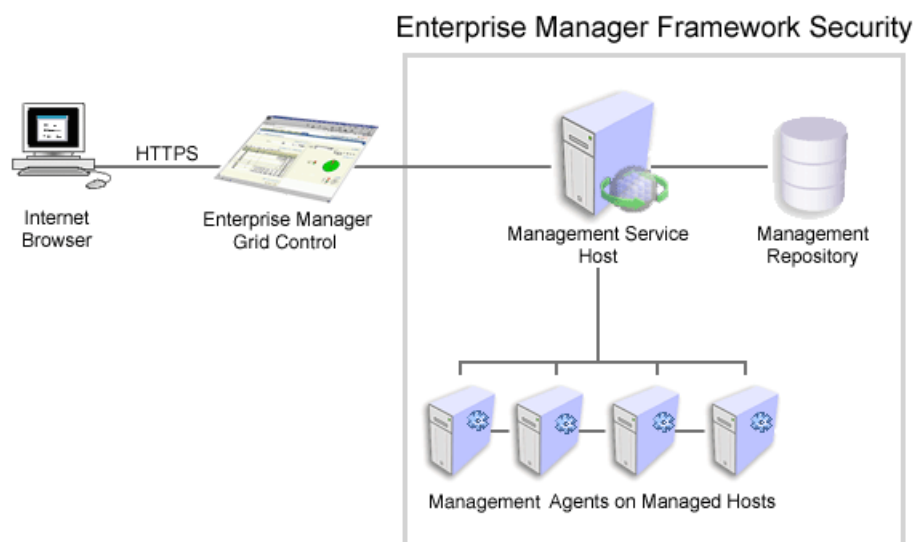 Enterprise Manager Framework Security
HTTPS
Internet
Browser
Enterprise Manager
Grid Control
Management Service
Host
Management
Repository
Management Agents on Managed Hosts